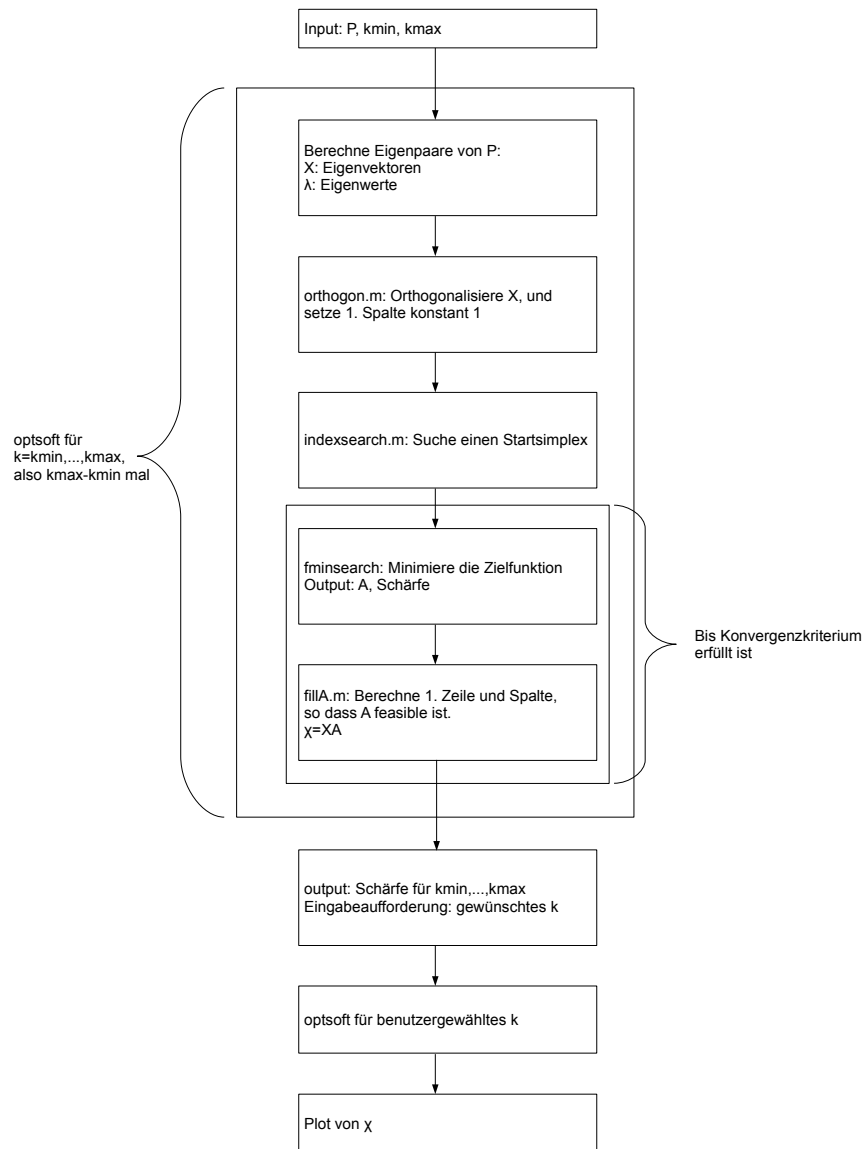 Input: P, kmin, kmax
Berechne Eigenpaare von P:
X: Eigenvektoren
λ: Eigenwerte
orthogon.m: Orthogonalisiere X, und
setze 1. Spalte konstant 1
indexsearch.m: Suche einen Startsimplex
optsoft für
k=kmin,...,kmax,
also kmax-kmin mal
fminsearch: Minimiere die Zielfunktion
Output: A, Schärfe
Bis Konvergenzkriterium
erfüllt ist
fillA.m: Berechne 1. Zeile und Spalte,
so dass A feasible ist.
χ=XA
output: Schärfe für kmin,...,kmax
Eingabeaufforderung: gewünschtes k
optsoft für benutzergewähltes k
Plot von χ